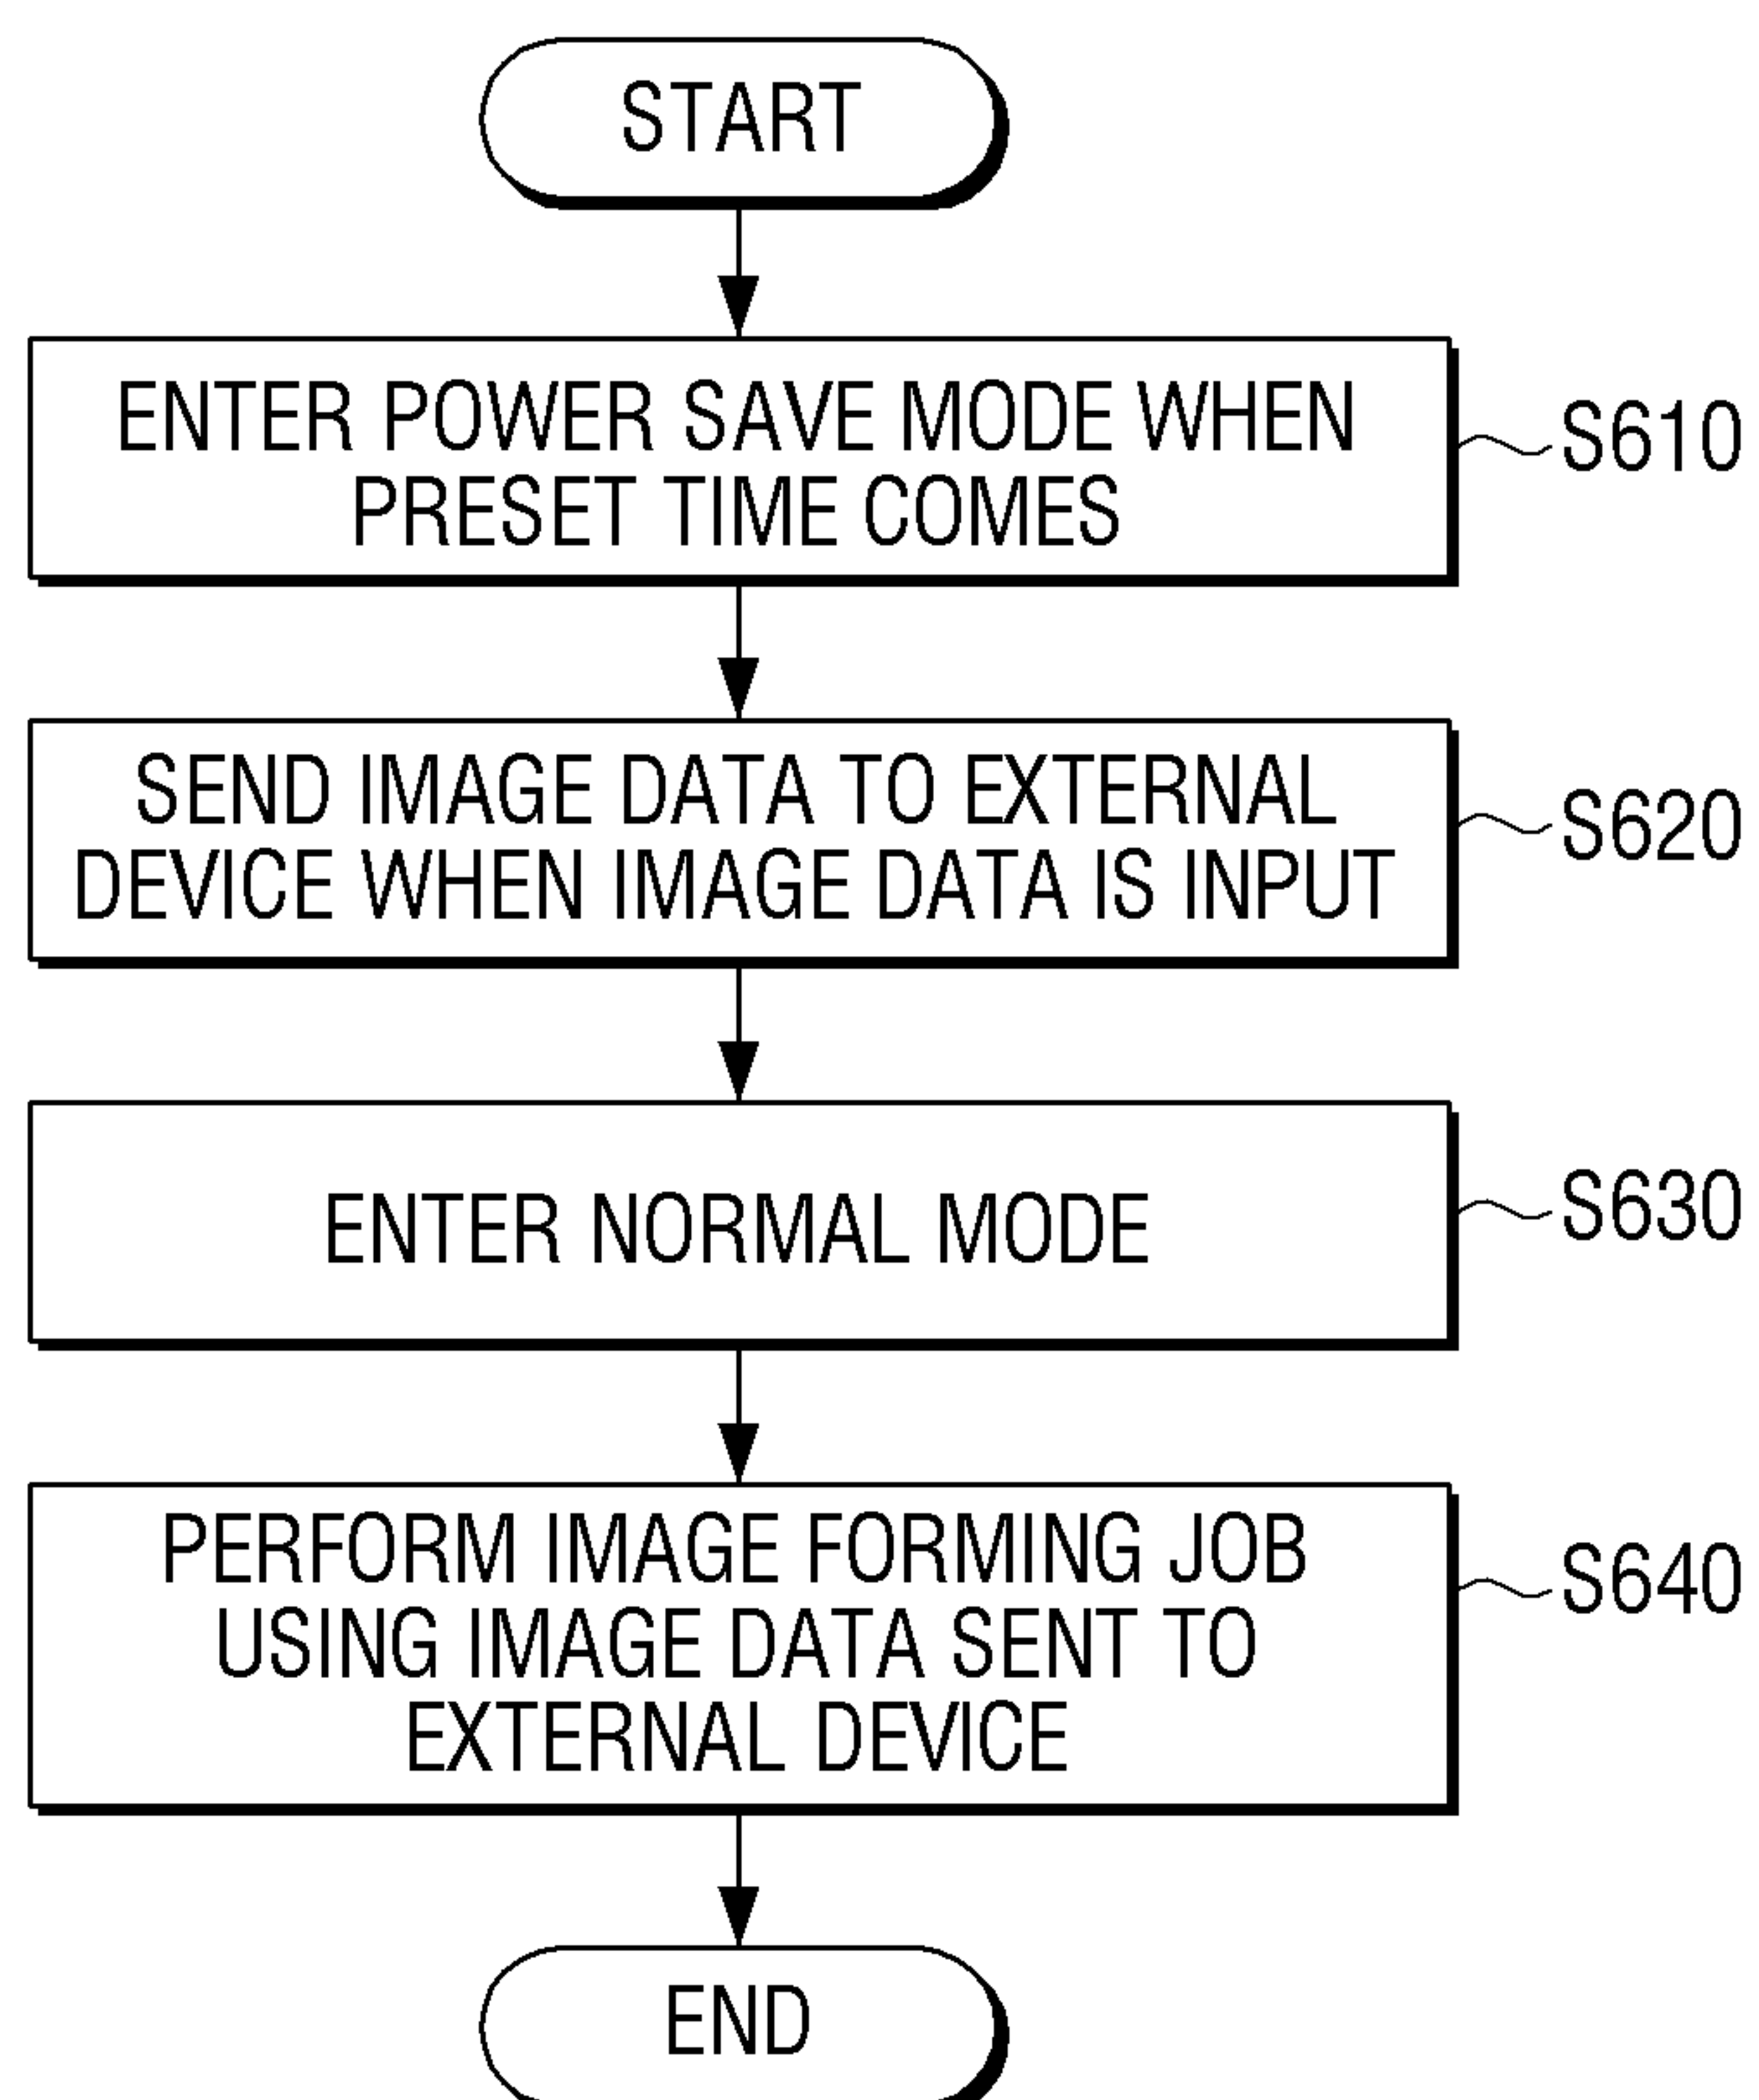 START
ENTER POWER SAVE MODE WHEN
PRESET TIME COMES
S610
SEND IMAGE DATA TO EXTERNAL
DEVICE WHEN IMAGE DATA IS INPUT
S620
ENTER NORMAL MODE
S630
PERFORM IMAGE FORMING JOB
USING IMAGE DATA SENT TO
EXTERNAL DEVICE
S640
END